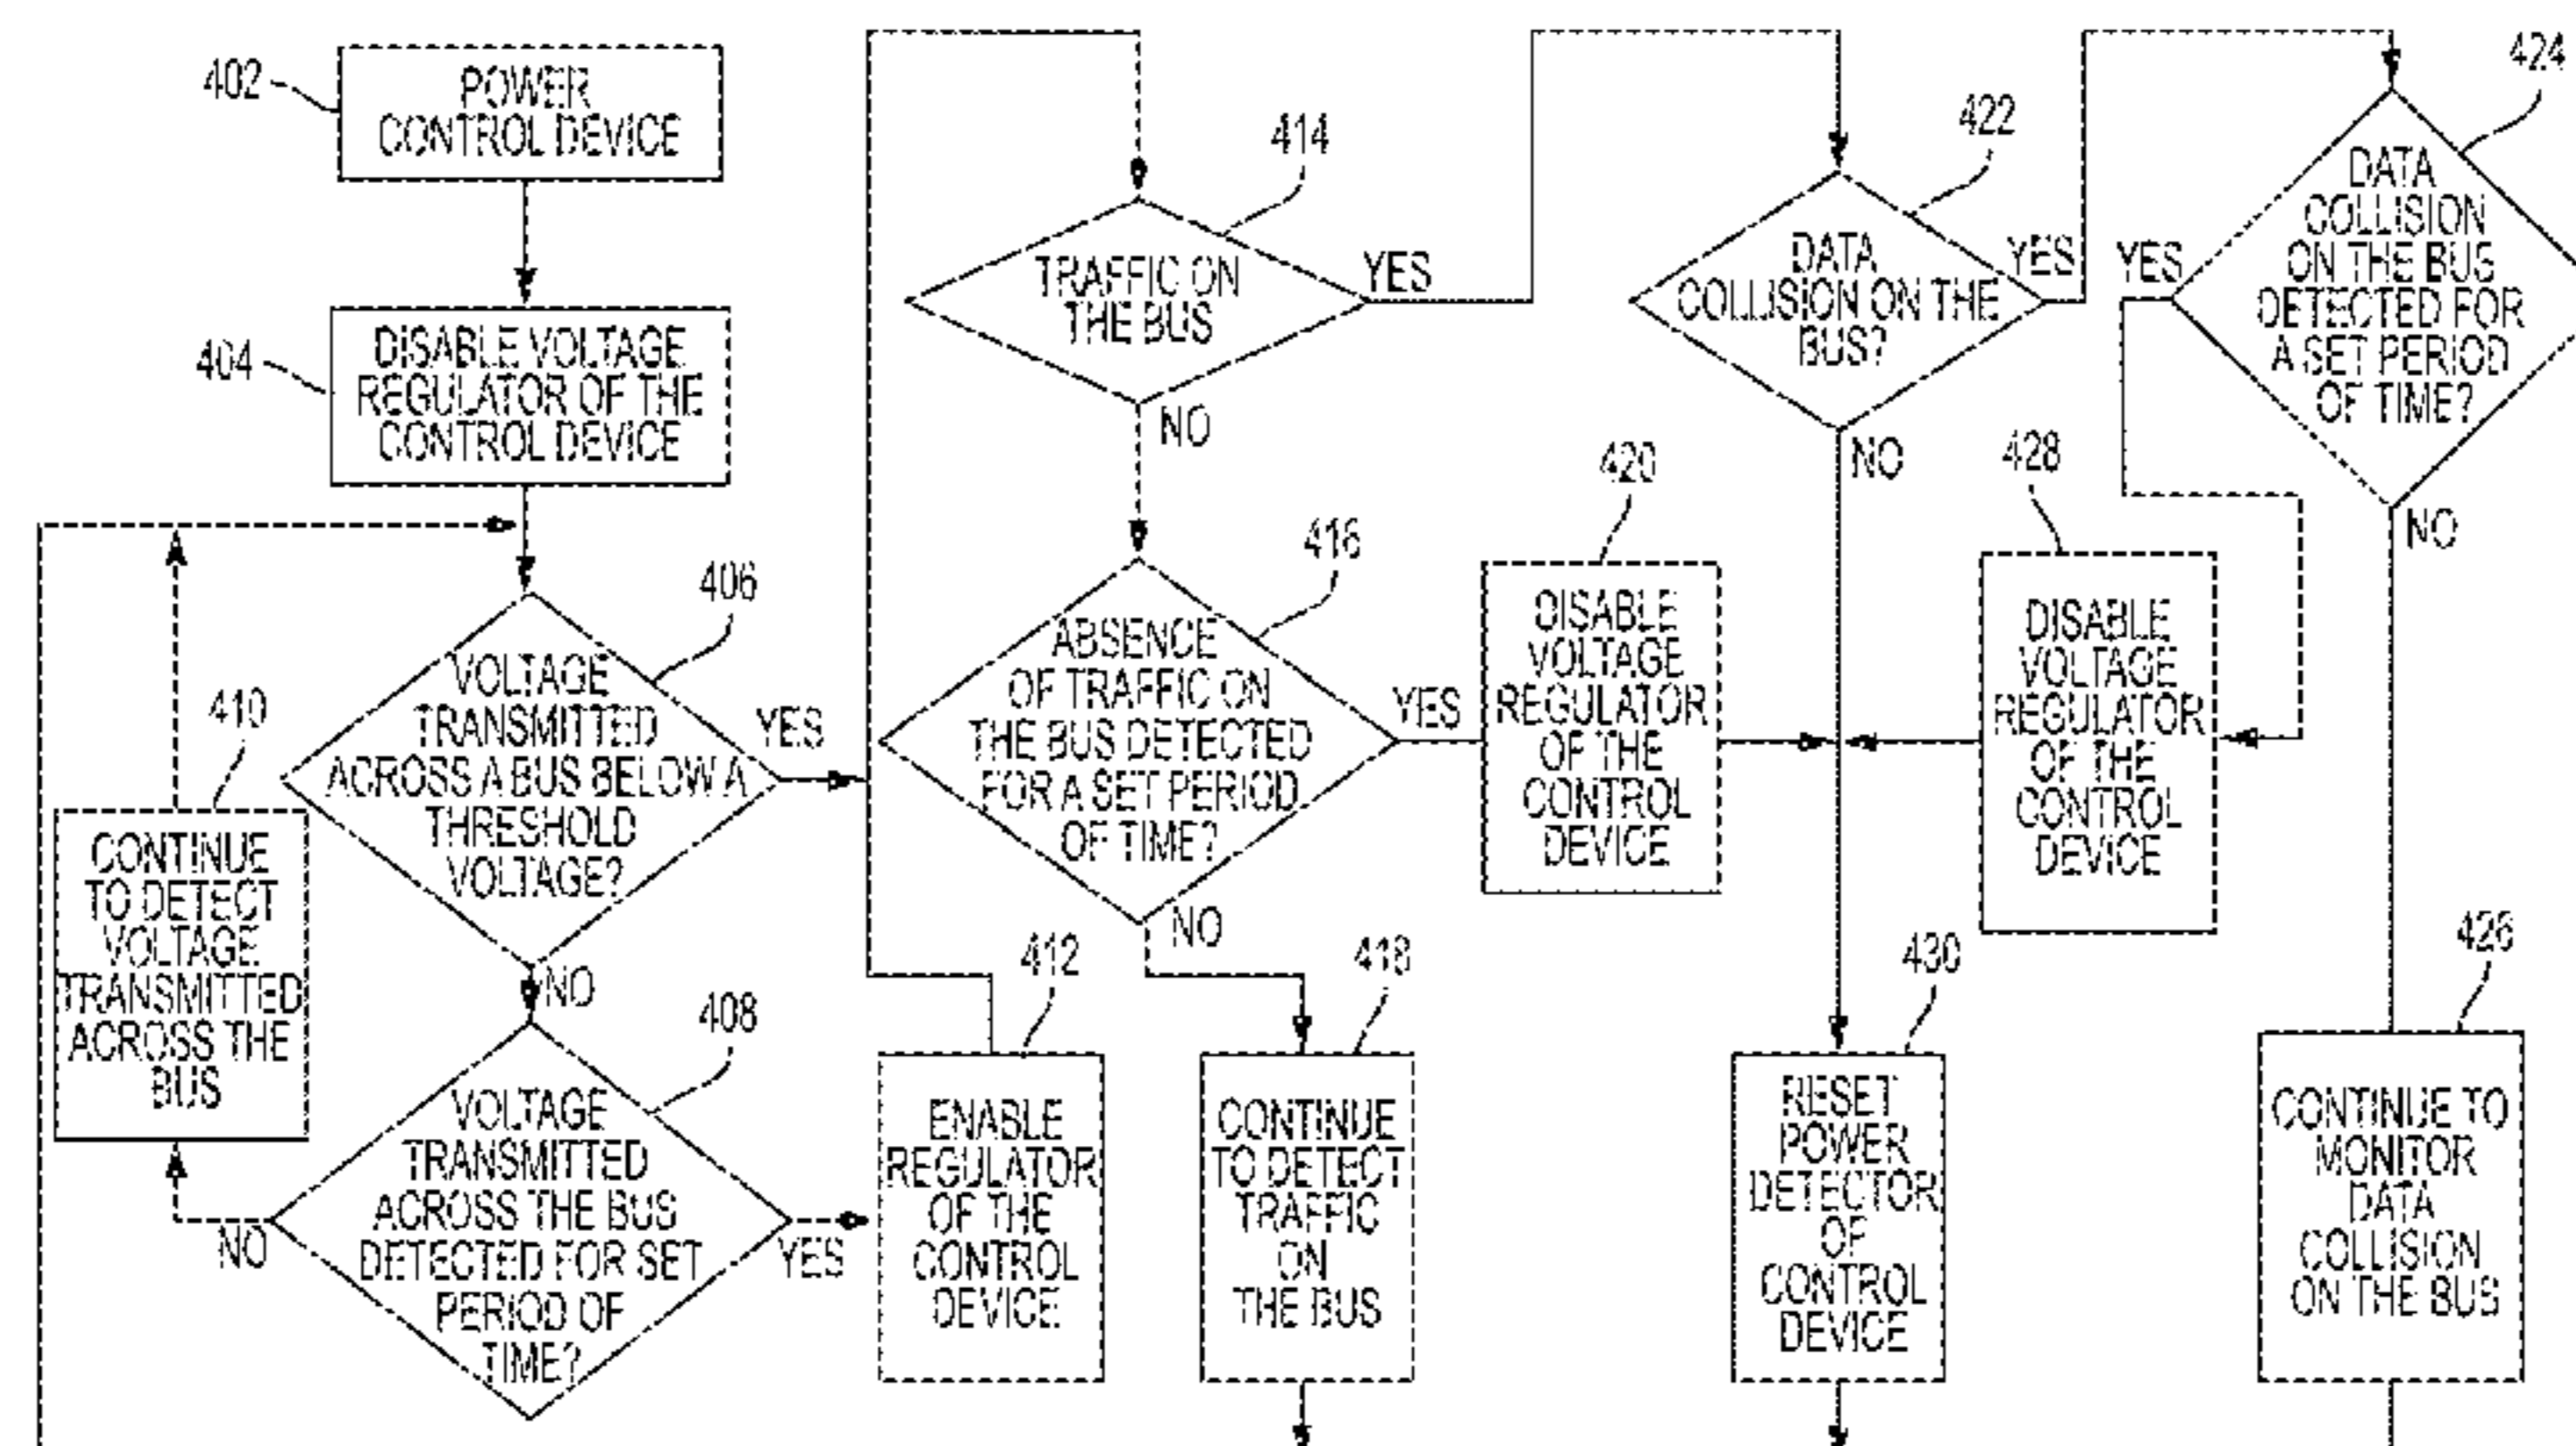 402
POWER
CONTROL DEVICE
404
DISABLE VOLTAGE
REGULATOR OF THE
CONTROL DEVICE
406
VOLTAGE
TRANSMITTED
ACROSS A BUS BELOW A
THRESHOLD
VOLTAGE?
YES
NO
410
CONTINUE
TO DETECT
VOLTAGE
TRANSMITTED
ACROSS THE
BUS
408
VOLTAGE
TRANSMITTED
ACROSS THE BUS
DETECTED FOR SET
PERIOD OF
TIME?
NO
YES
412
ENABLE
REGULATOR
OF THE
CONTROL
DEVICE
414
TRAFFIC ON
THE BUS
YES
NO
416
ABSENCE
OF TRAFFIC ON
THE BUS DETECTED
FOR A SET PERIOD
OF TIME?
YES
NO
418
CONTINUE
TO DETECT
TRAFFIC
ON
THE BUS
420
DISABLE
VOLTAGE
REGULATOR
OF THE
CONTROL
DEVICE
422
DATA
COLLISION ON THE
BUS?
YES
NO
424
DATA
COLLISION
ON THE BUS
DETECTED FOR
A SET PERIOD
OF TIME?
YES
NO
428
DISABLE
VOLTAGE
REGULATOR
OF THE
CONTROL
DEVICE
430
RESET
POWER
DETECTOR
OF
CONTROL
DEVICE
426
CONTINUE TO
MONITOR
DATA
COLLISION
ON THE BUS